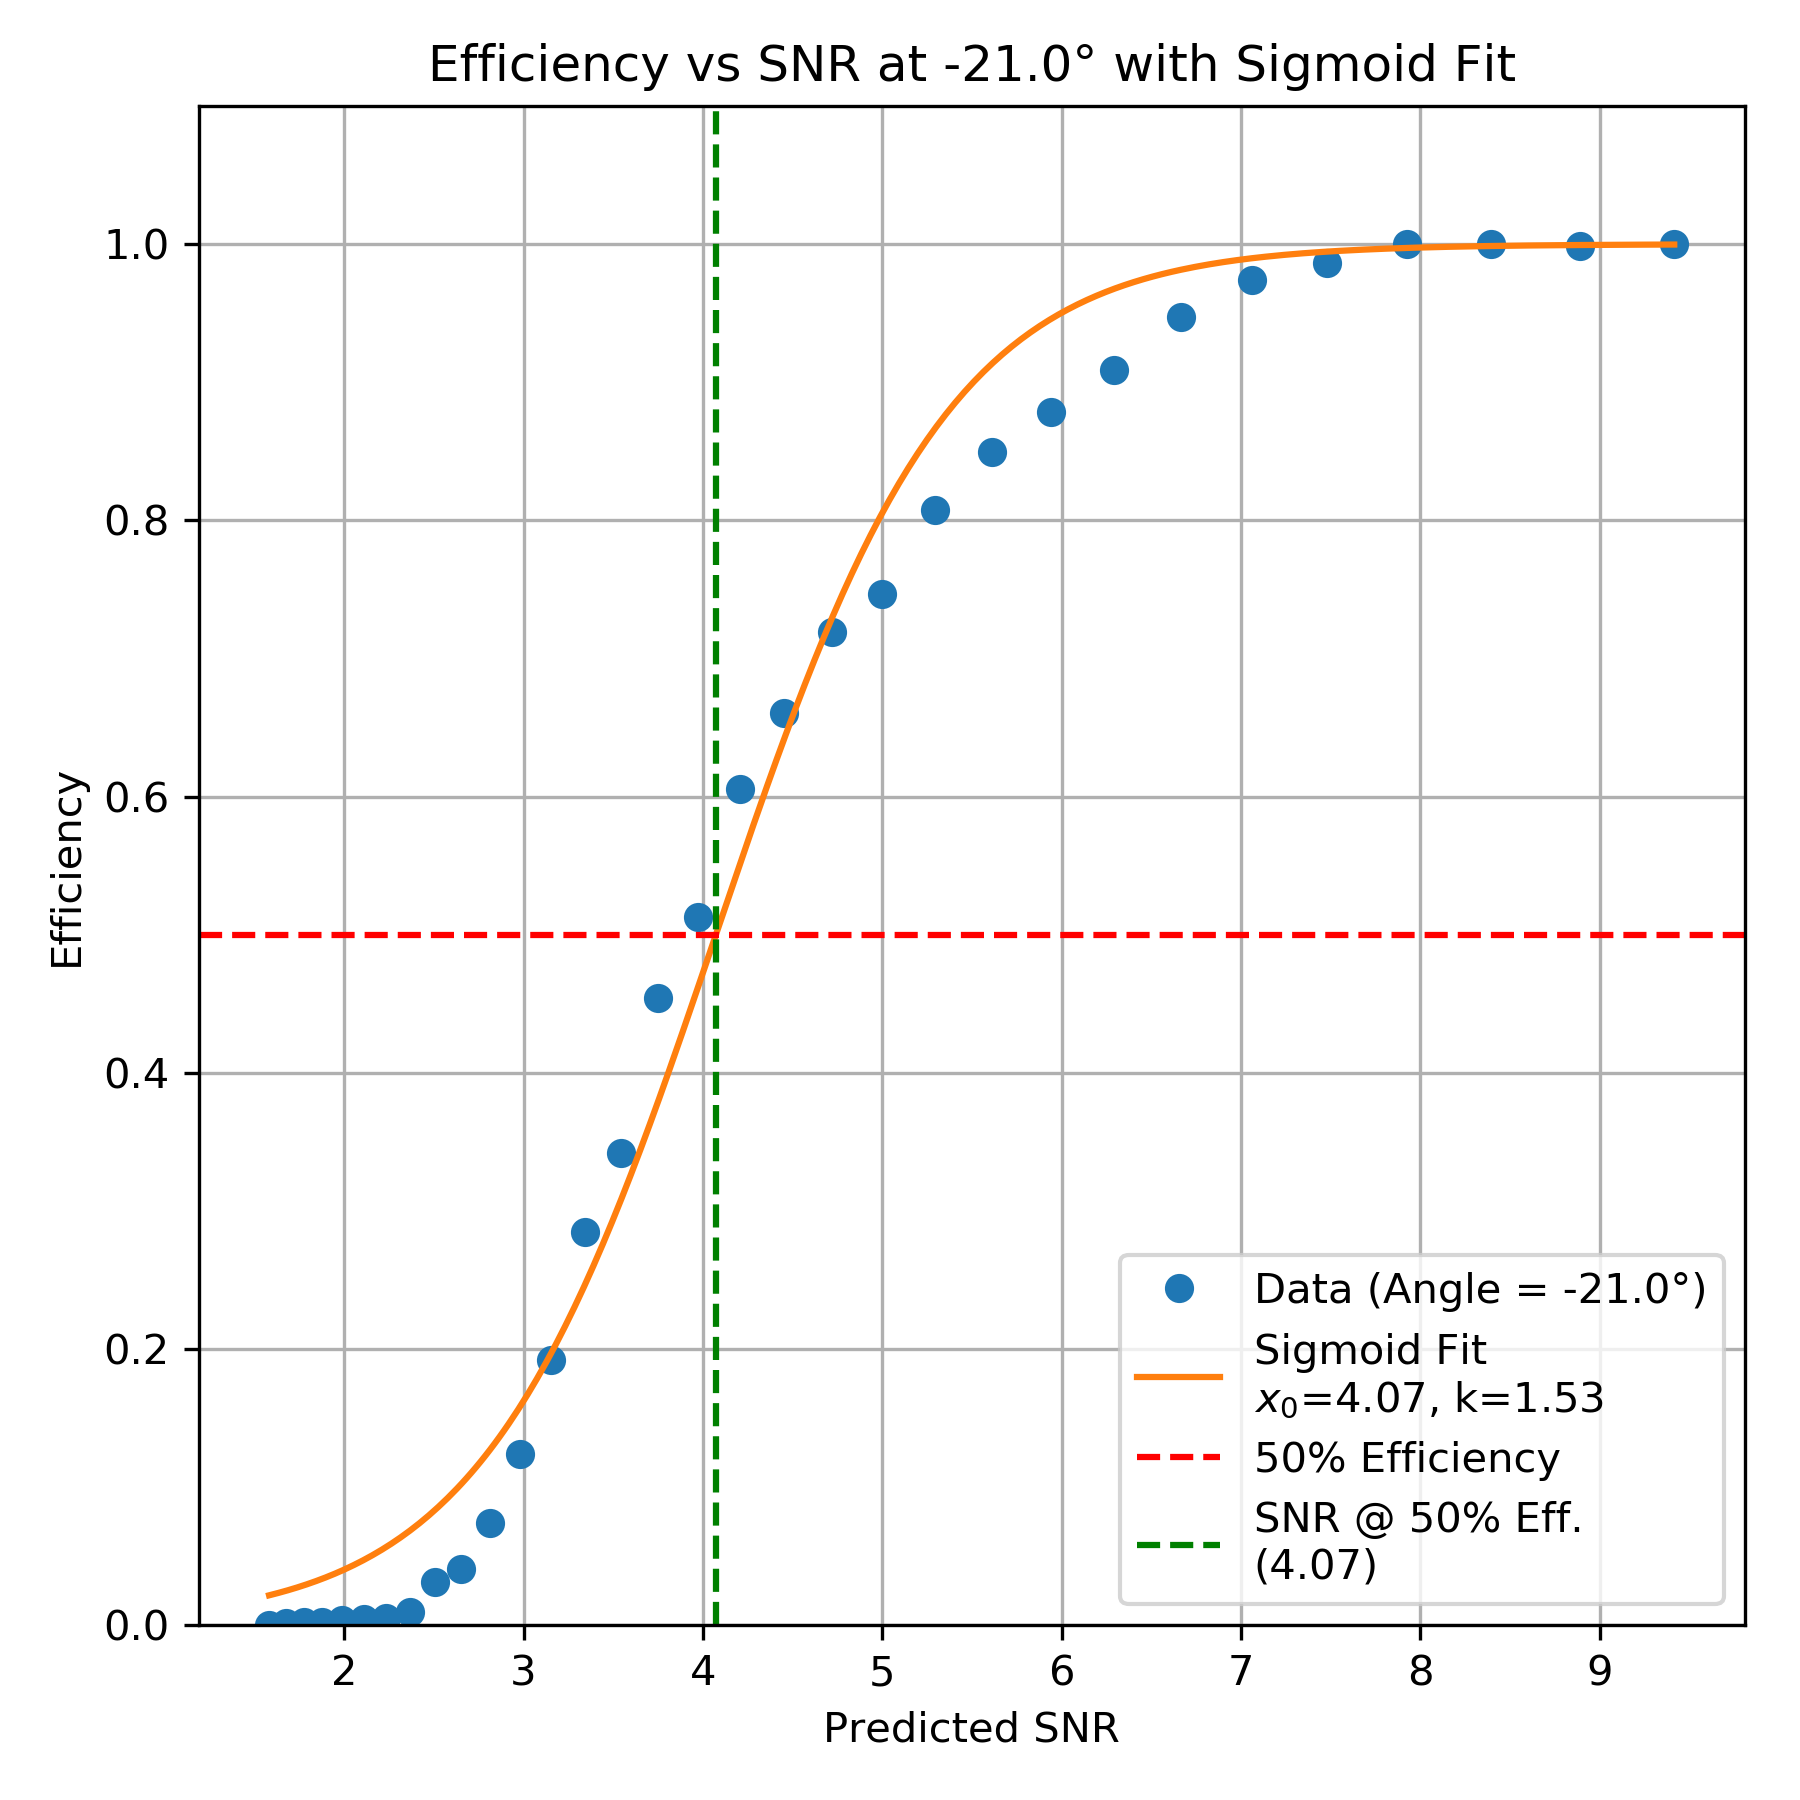 Efficiency vs SNR at -21.0° with Sigmoid Fit
1.0
0.8
0.6
0.4
0.2
0.0
Efficiency
2 3 4 5 6 7 8 9
Predicted SNR
Data (Angle = -21.0°)
Sigmoid Fit
x₀=4.07, k=1.53
50% Efficiency
SNR @ 50% Eff.
(4.07)